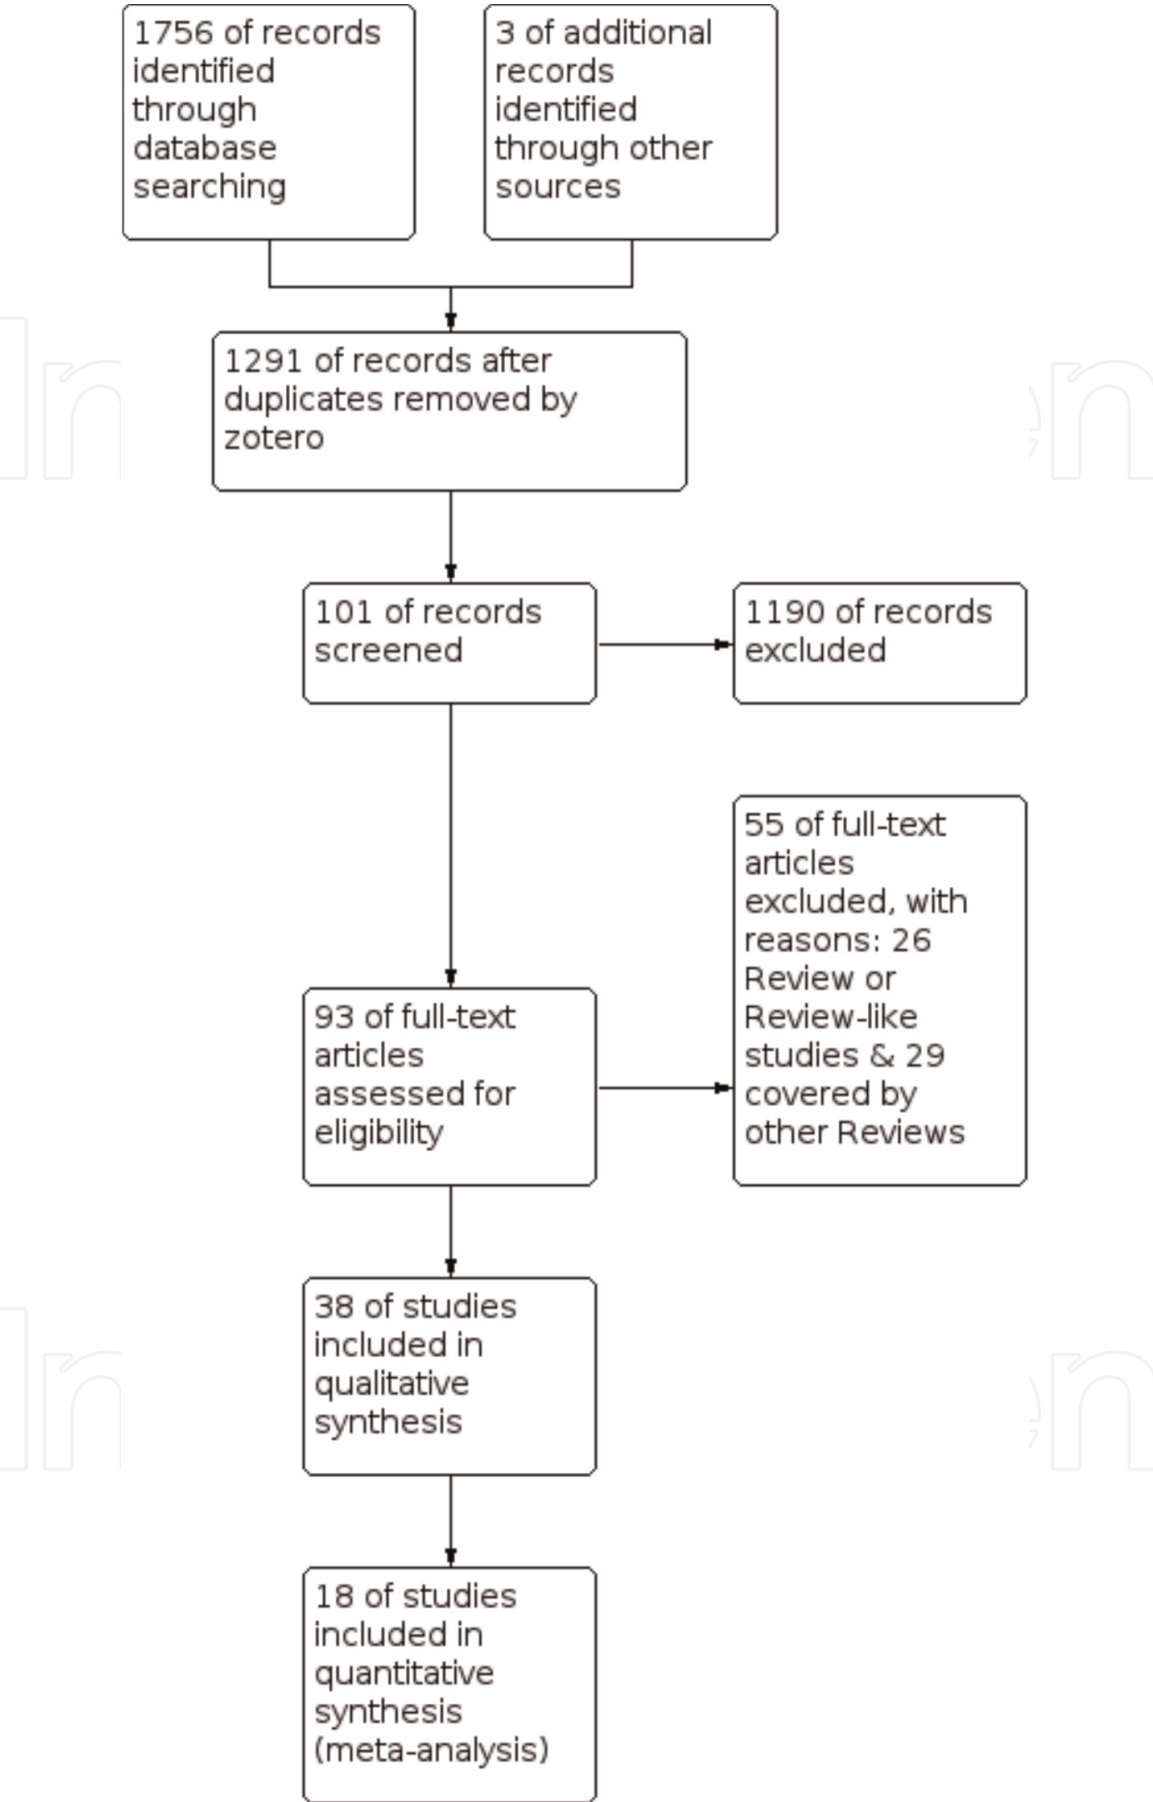 1756 of records
identified
through
database
searching
3 of additional
records
identified
through other
sources
1291 of records after
duplicates removed by
zotero
101 of records
screened
1190 of records
excluded
55 of full-text
articles
excluded, with
reasons: 26
Review or
Review-like
studies & 29
covered by
other Reviews
93 of full-text
articles
assessed for
eligibility
38 of studies
included in
qualitative
synthesis
18 of studies
included in
quantitative
synthesis
(meta-analysis)